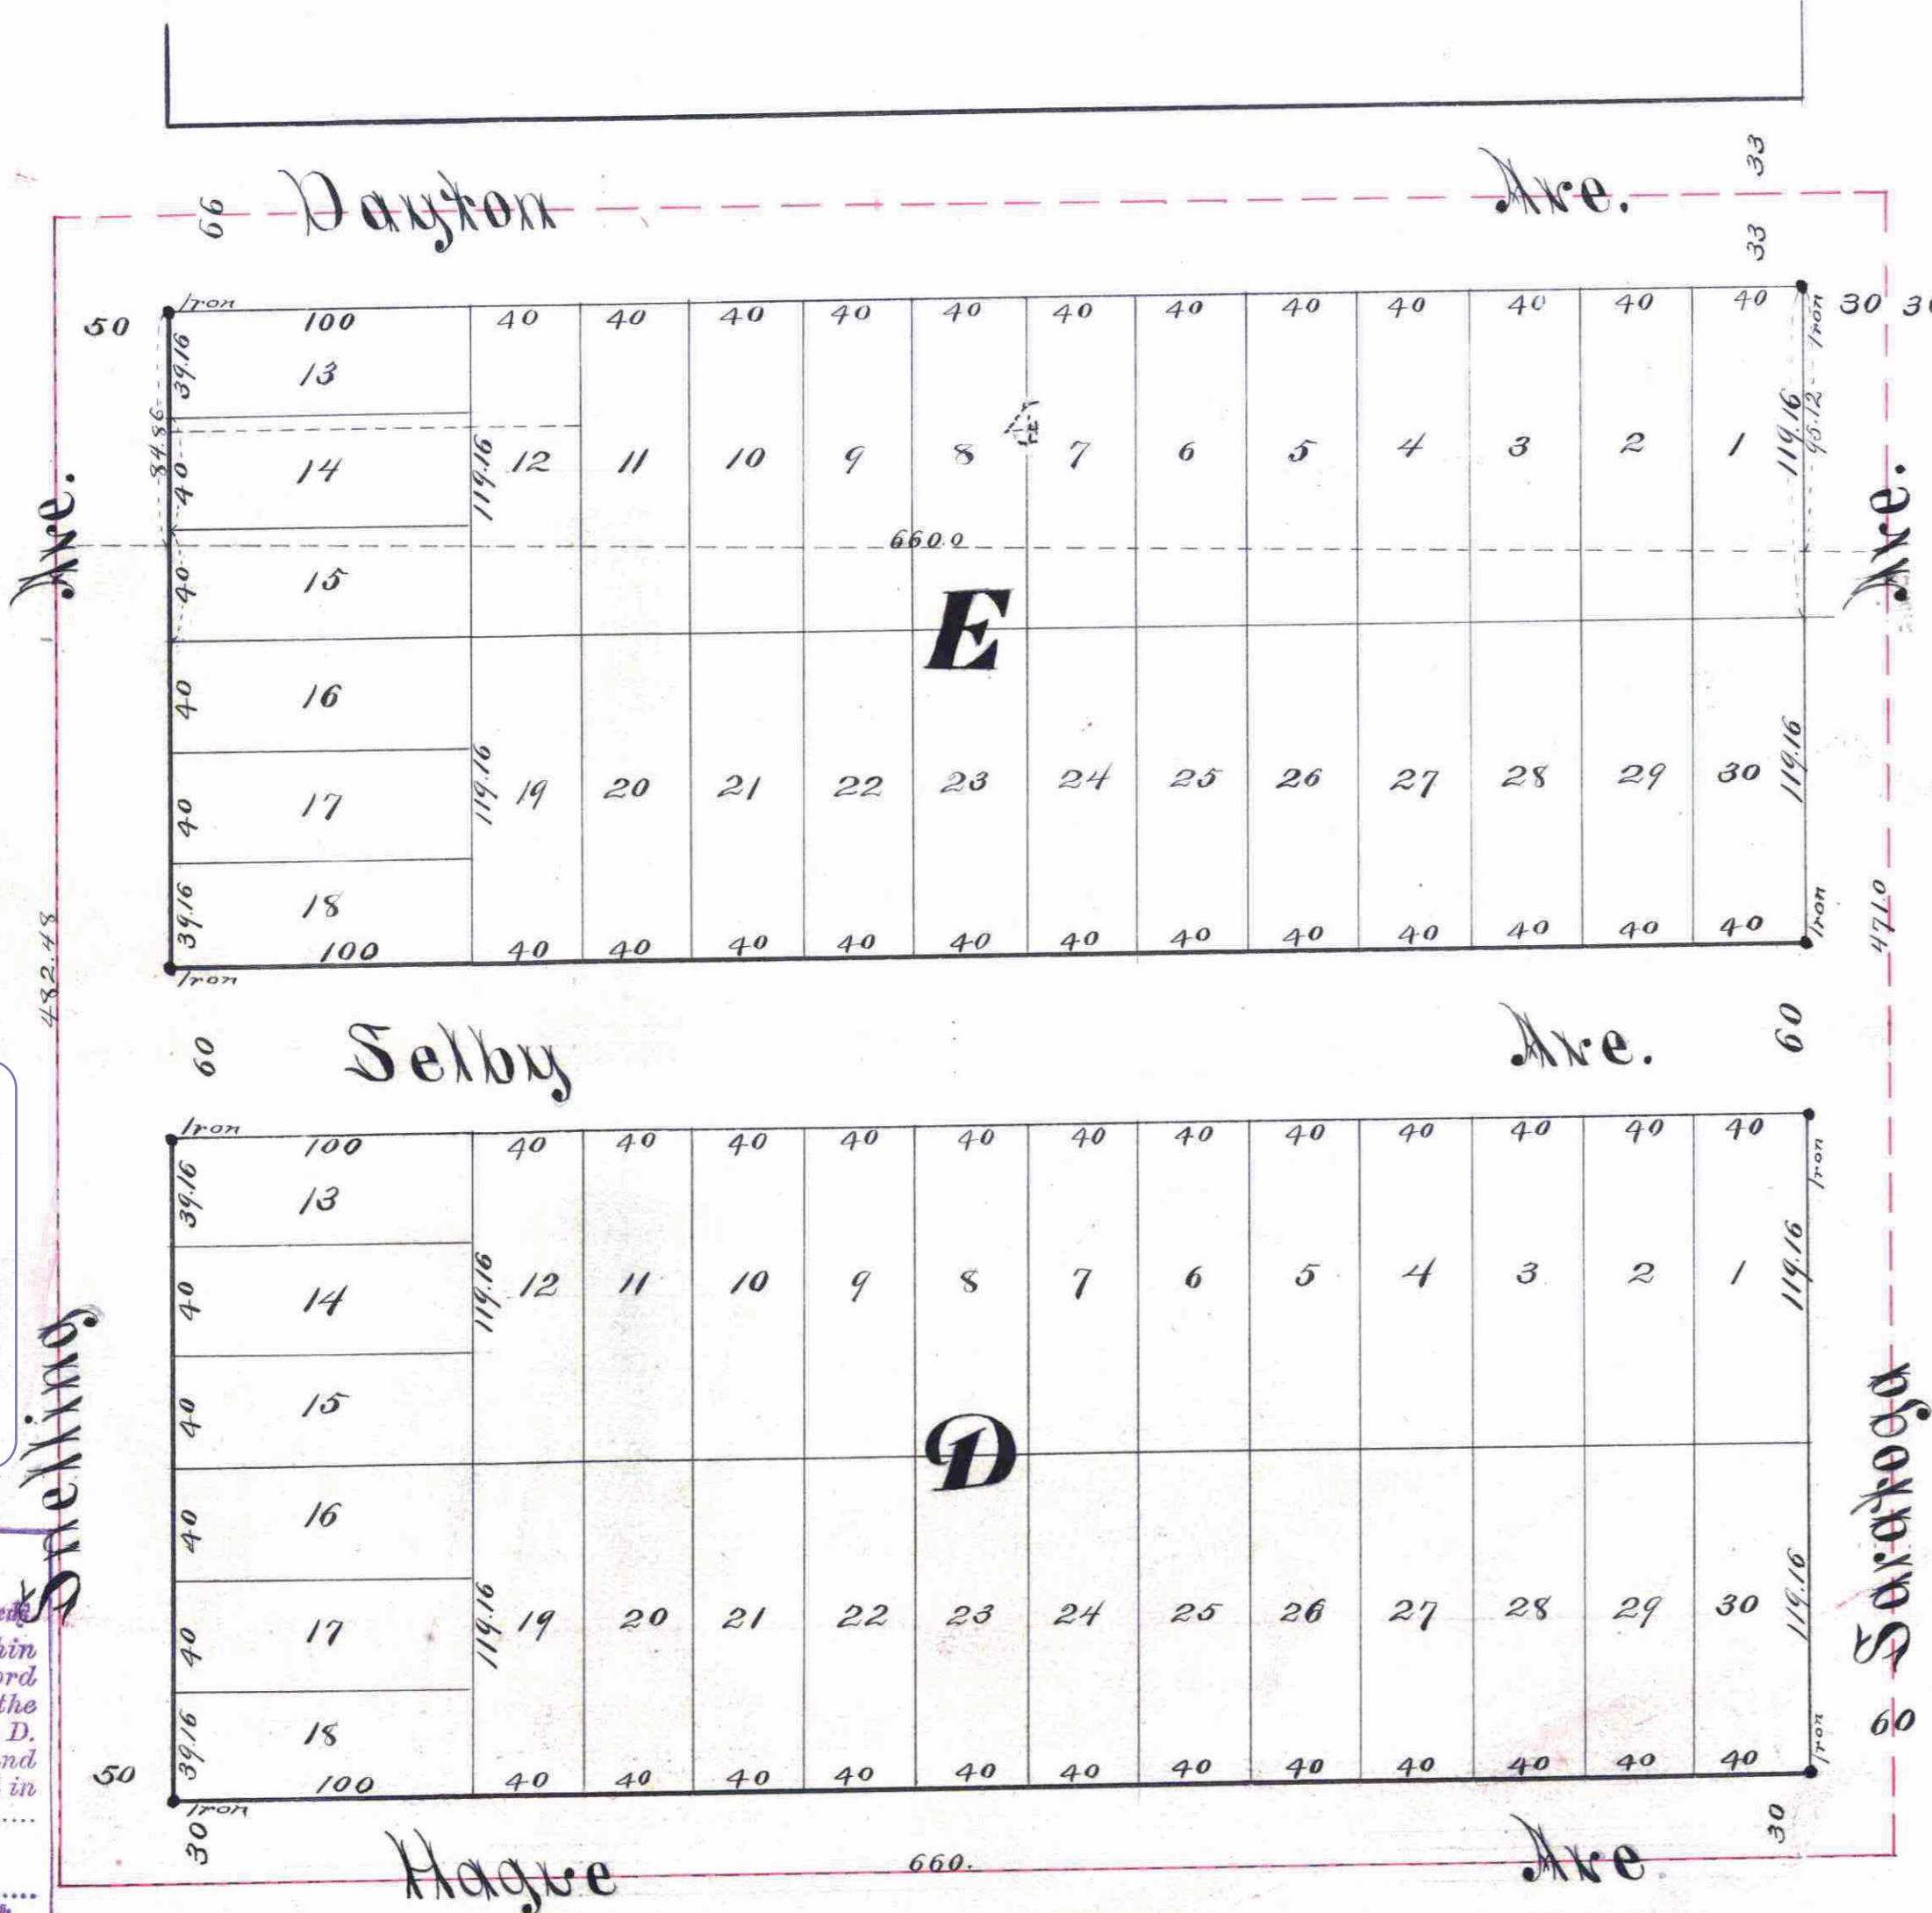 33
66 Dayton Ave.
33
Iron
50 100 40 40 40 40 40 40 40 40 40 40 40 40 Iron 30
39.16 13
84.86
40 14 119.16 12 11 10 9 8 7 6 5 4 3 2 1 119.16 95.12
Ave. 660.0 Ave.
40 15
E
40 16
40 17 119.16 19 20 21 22 23 24 25 26 27 28 29 30 119.16
39.16 18
100 40 40 40 40 40 40 40 40 40 40 40 40 Iron
Iron
482.48 471.0
60 Selby Ave. 60
Iron
100 40 40 40 40 40 40 40 40 40 40 40 40 Iron
39.16 13
40 14 119.16 12 11 10 9 8 7 6 5 4 3 2 1 119.16
40 15
D
Snelling Saratoga
40 16
40 17 119.16 19 20 21 22 23 24 25 26 27 28 29 30 119.16
39.16 18
50 100 40 40 40 40 40 40 40 40 40 40 40 40 Iron 60
Iron
30 30
Hague 660. Ave.
the
D.
in